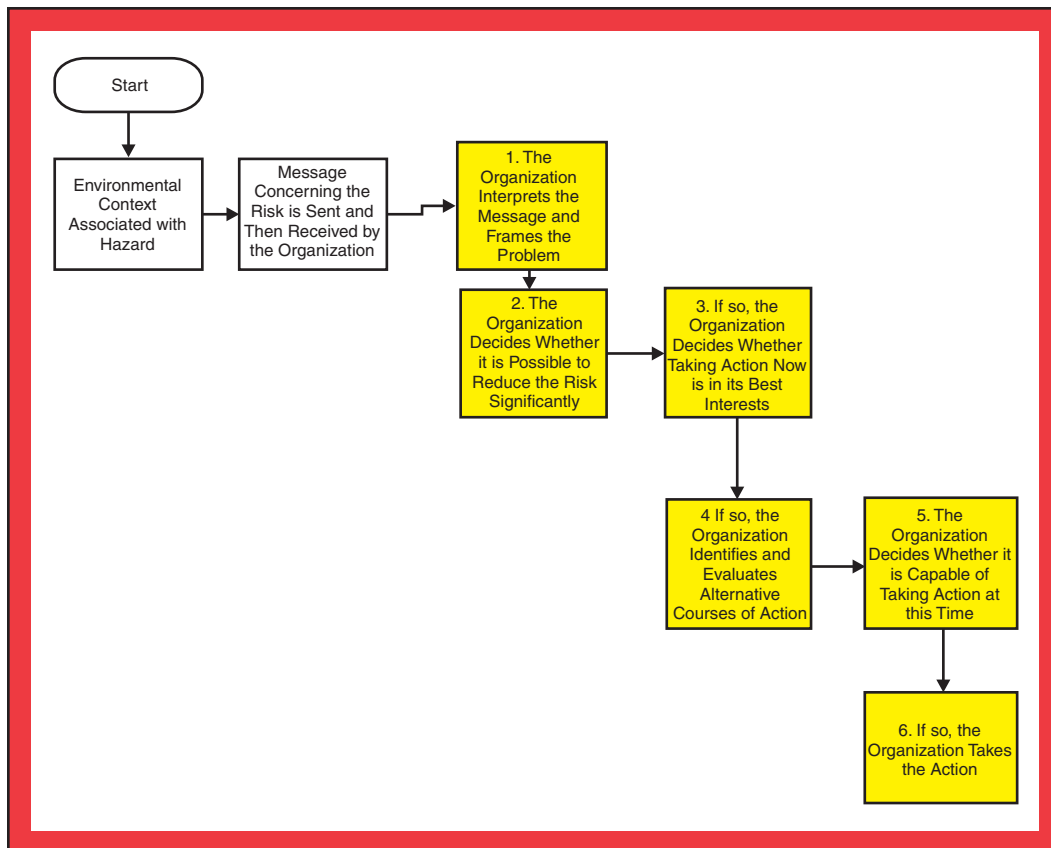 Start
Environmental
Context
Associated with
Hazard
Message
Concerning the
Risk is Sent and
Then Received by
the Organization
1. The
Organization
Interprets the
Message and
Frames the
Problem
2. The
Organization
Decides Whether
it is Possible to
Reduce the Risk
Significantly
3. If so, the
Organization
Decides Whether
Taking Action Now
is in its Best
Interests
4 If so, the
Organization
Identifies and
Evaluates
Alternative
Courses of Action
5. The
Organization
Decides Whether it
is Capable of
Taking Action at
this Time
6. If so, the
Organization Takes
the Action